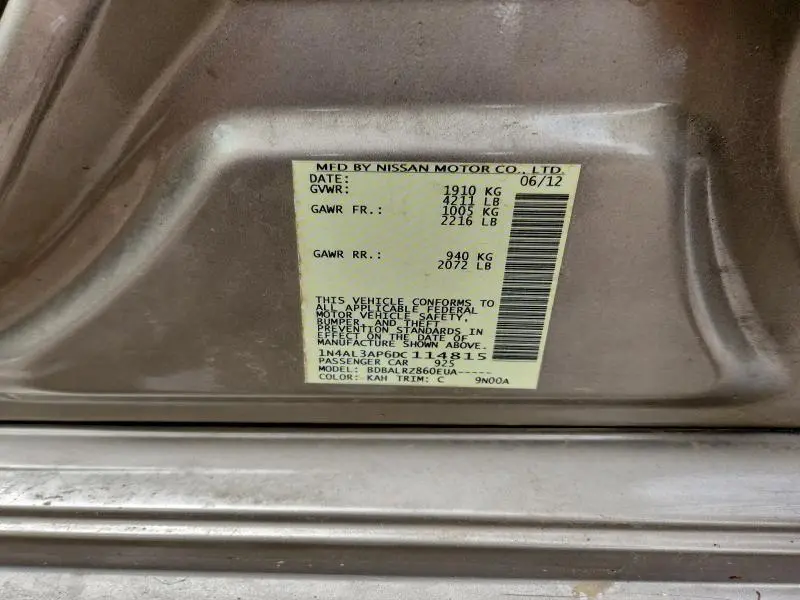 MFD BY NISSAN MOTOR CO., LTD.
DATE: 06/12
GVWR: 1910 KG
4211 LB
GAWR FR.: 1005 KG
2216 LB
GAWR RR.: 940 KG
2072 LB
THIS VEHICLE CONFORMS TO
ALL APPLICABLE FEDERAL
MOTOR VEHICLE SAFETY,
BUMPER, AND THEFT
PREVENTION STANDARDS IN
EFFECT ON THE DATE OF
MANUFACTURE SHOWN ABOVE.
1N4AL3AP6DC 114815
PASSENGER CAR 925
MODEL: BDBALRZ860EUA-----
COLOR: KAH TRIM: C 9N00A